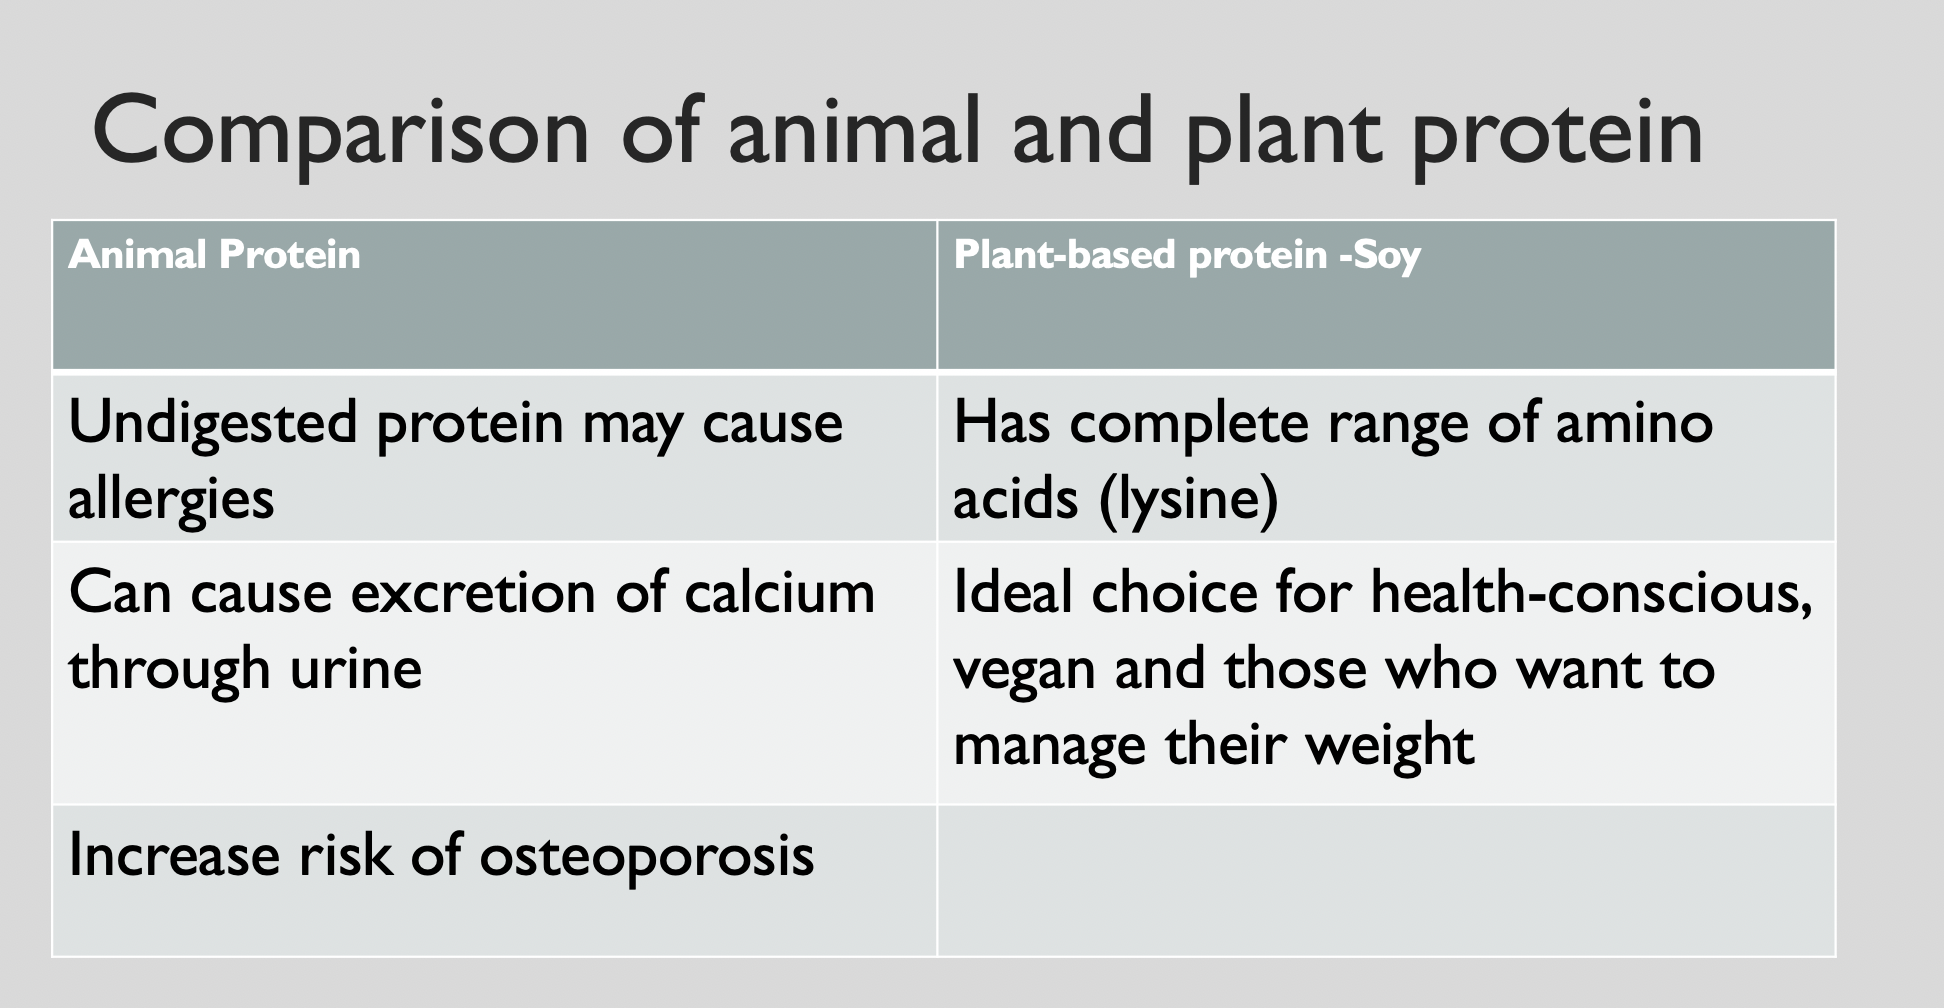 Comparison of animal and plant protein
Animal Protein
Plant-based protein -Soy
Undigested protein may cause
allergies
Has complete range of amino
acids (lysine)
Can cause excretion of calcium
through urine
Ideal choice for health-conscious,
vegan and those who want to
manage their weight
Increase risk of osteoporosis